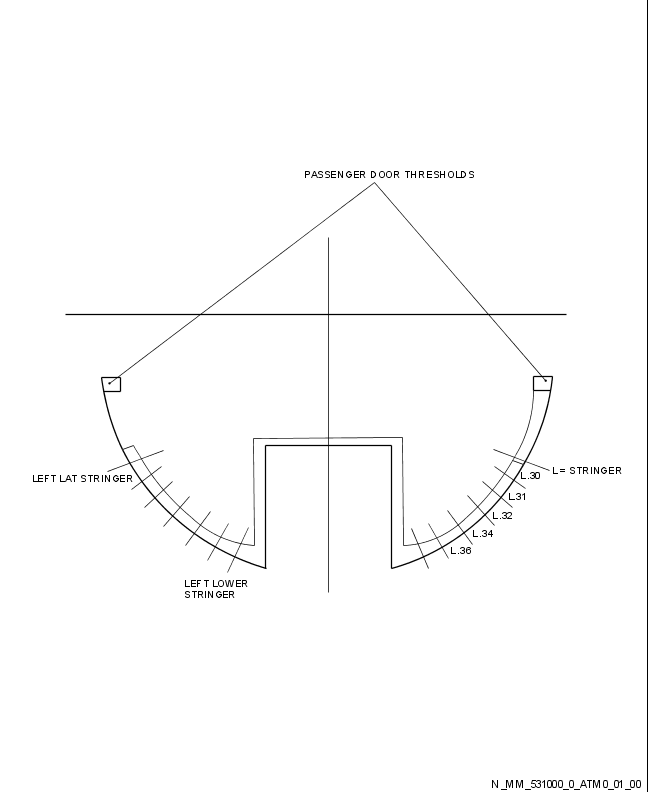 PASSENGER DOOR THRESHOLDS
LEFT LAT STRINGER
L= STRINGER
L.30
L.31
L.32
L.34
L.36
LEFT LOWER
STRINGER
N_MM_531000_0_ATM0_01_00